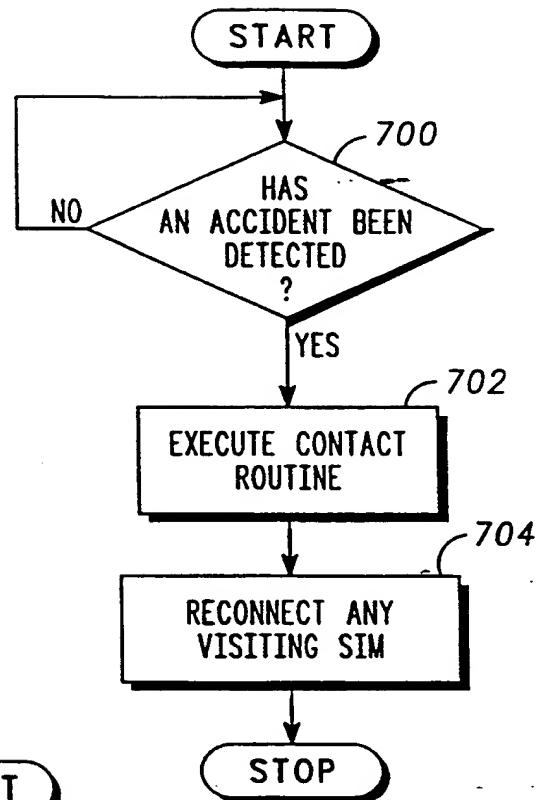 START
700
HAS
AN ACCIDENT BEEN
DETECTED
?
NO
YES
702
EXECUTE CONTACT
ROUTINE
704
RECONNECT ANY
VISITING SIM
STOP
T